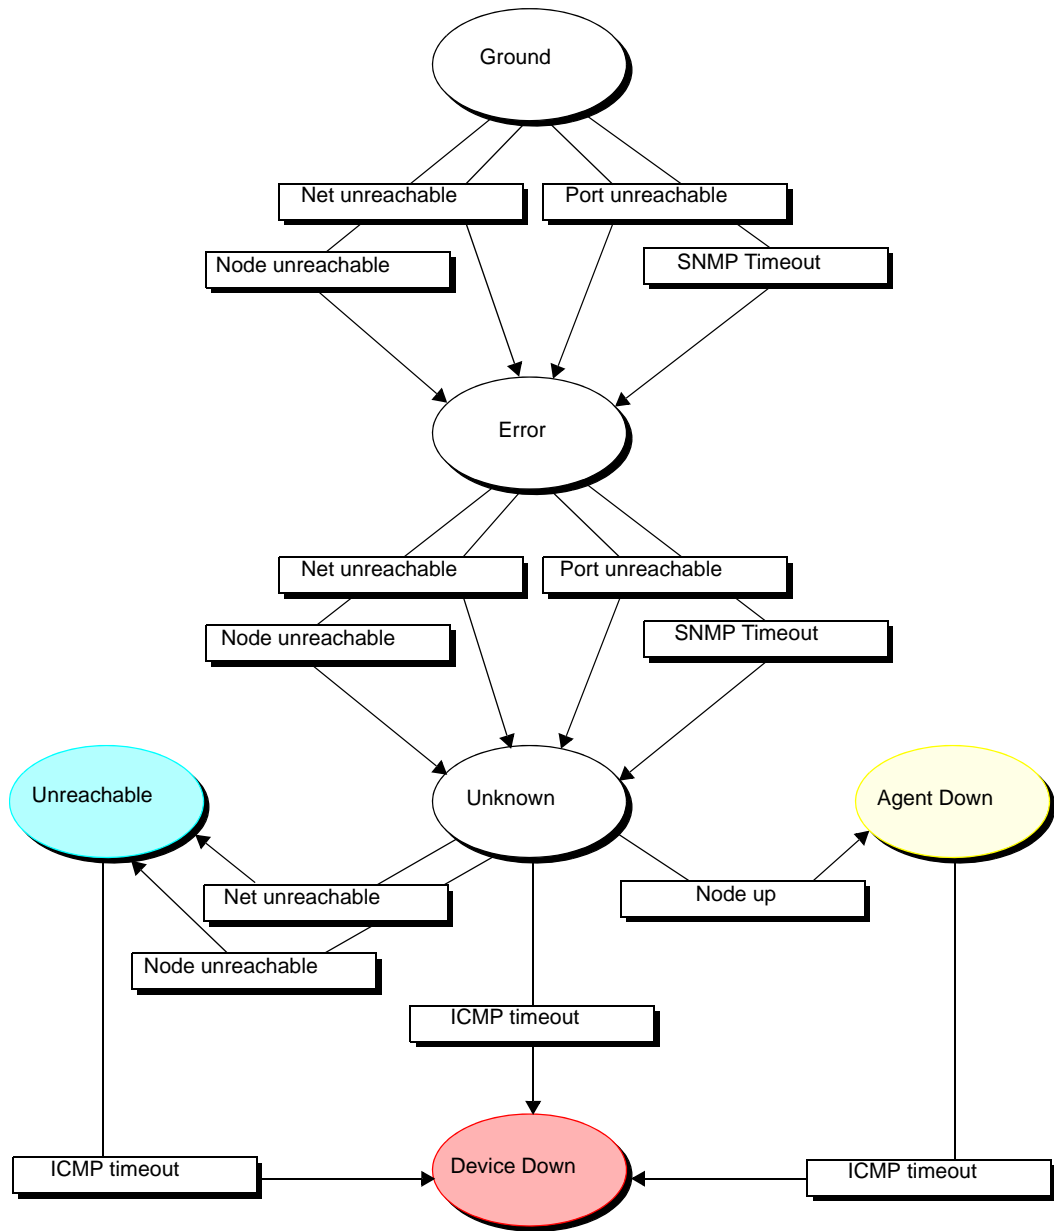 Ground
Net unreachable
Port unreachable
Node unreachable
SNMP Timeout
Error
Net unreachable
Port unreachable
Node unreachable
SNMP Timeout
Unreachable
Unknown
Agent Down
Net unreachable
Node up
Node unreachable
ICMP timeout
Device Down
ICMP timeout
ICMP timeout